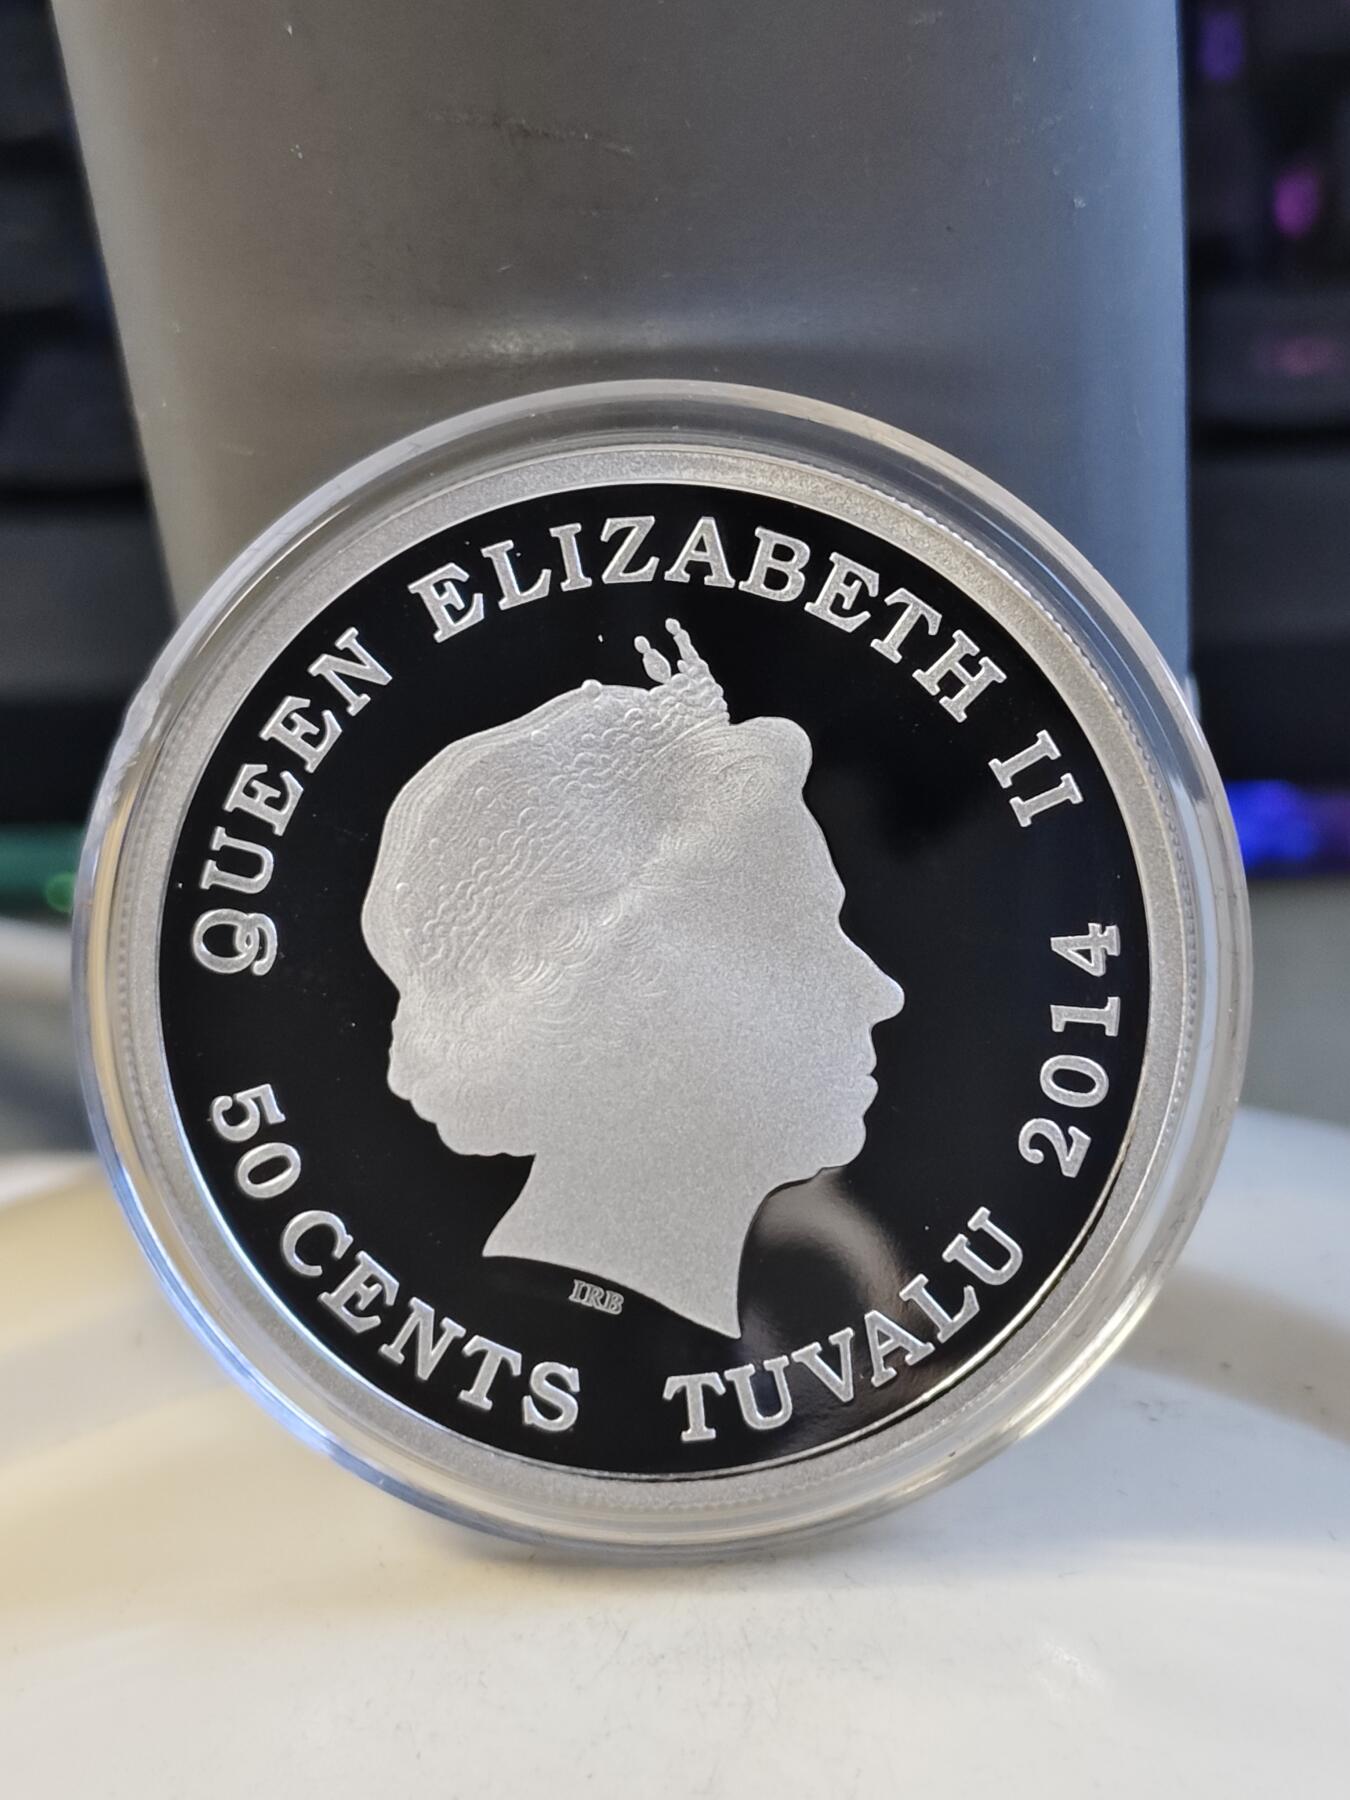 QUEEN ELIZABETH II
50 CENTS TUVALU 2014
IRB